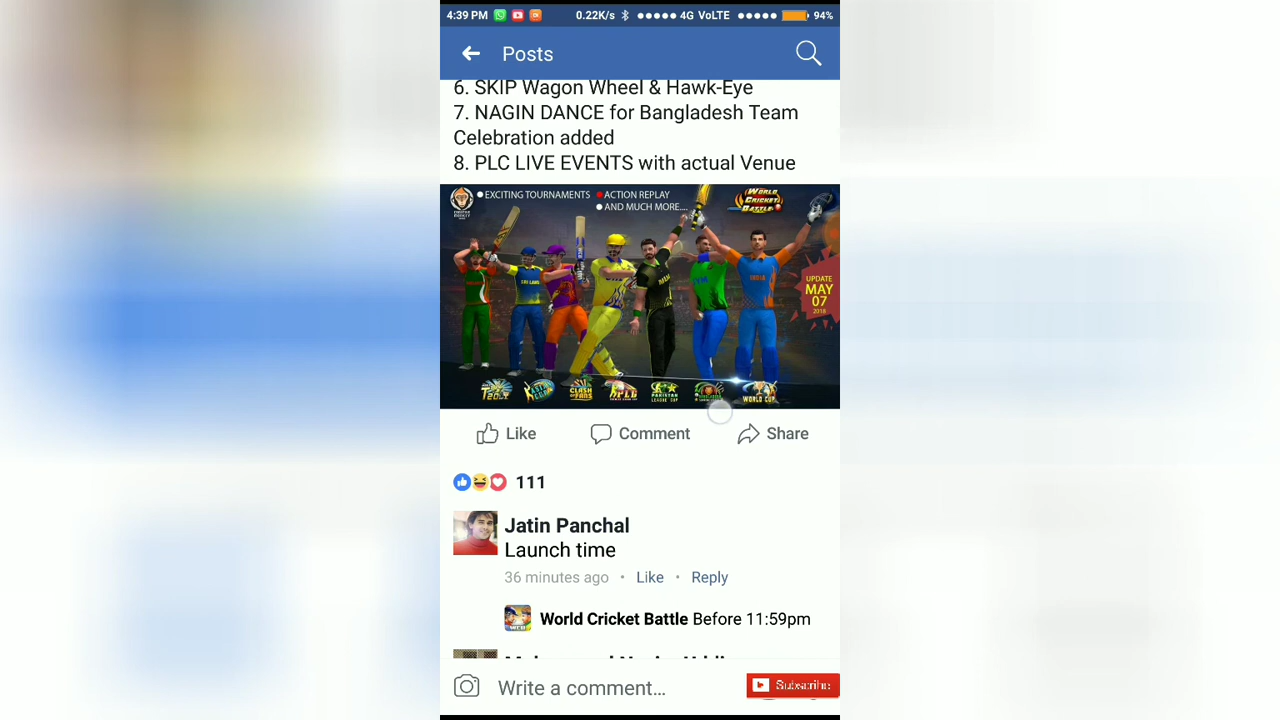 4:39 PM 0.22K/s 4G VoLTE 94%
Posts
6. SKIP Wagon Wheel & Hawk-Eye
7. NAGIN DANCE for Bangladesh Team
Celebration added
8. PLC LIVE EVENTS with actual Venue
EXCITING TOURNAMENTS ACTION REPLAY
AND MUCH MORE....
WORLD
CRICKET
BATTLE
UPDATE
MAY
07
2018
WORLD CUP
Like Comment Share
111
Jatin Panchal
Launch time
36 minutes ago • Like • Reply
World Cricket Battle Before 11:59pm
Write a comment...
Subscribe